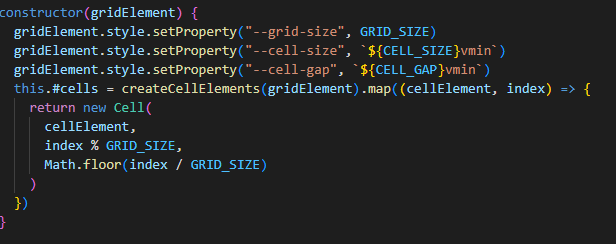 constructor(gridElement) {
gridElement.style.setProperty("--grid-size", GRID_SIZE)
gridElement.style.setProperty("--cell-size", `${CELL_SIZE}vmin`)
gridElement.style.setProperty("--cell-gap", `${CELL_GAP}vmin`)
this.#cells = createCellElements(gridElement).map((cellElement, index) => {
return new Cell(
cellElement,
index % GRID_SIZE,
Math.floor(index / GRID_SIZE)
)
})
}